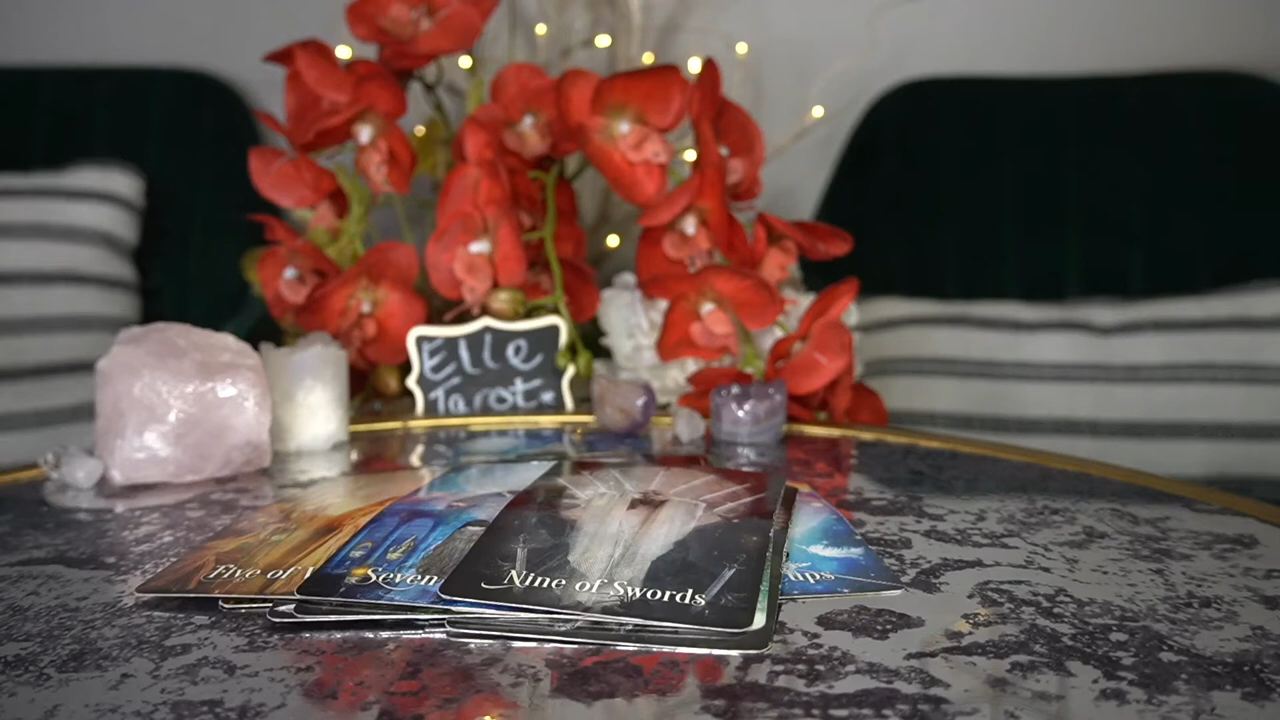 Elle
Tarot.
Five of
Seven
Nine of Swords
ups